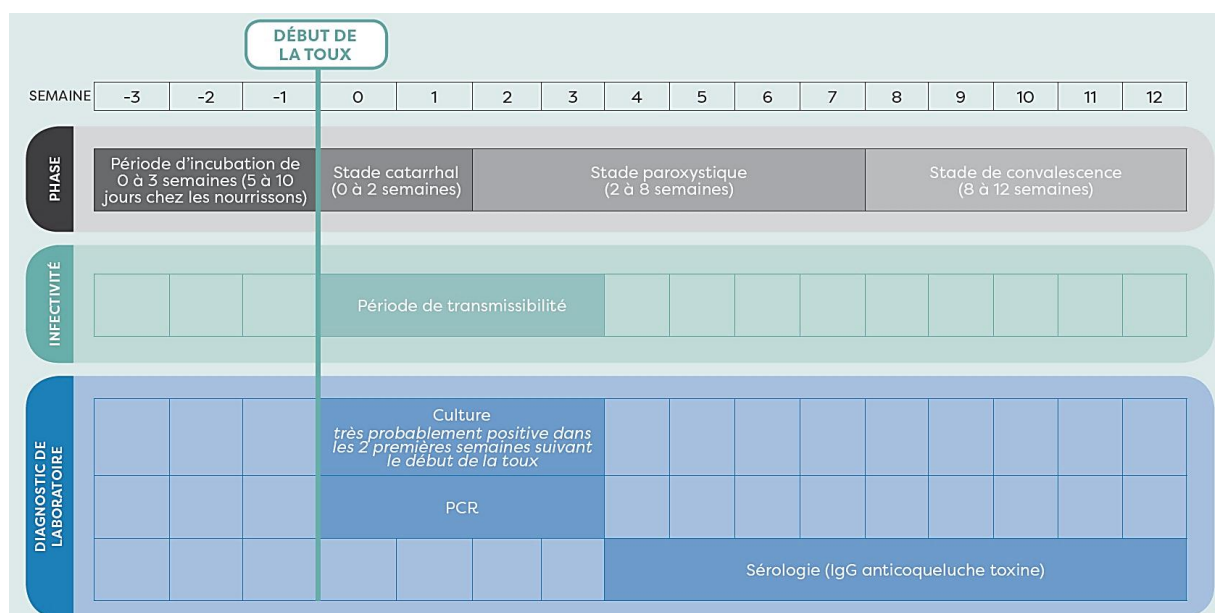 DÉBUT DE
LA TOUX
SEMAINE -3 -2 -1 0 1 2 3 4 5 6 7 8 9 10 11 12
PHASE
Période d'incubation de
0 à 3 semaines (5 à 10
jours chez les nourrissons)
Stade catarrhal
(0 à 2 semaines)
Stade paroxystique
(2 à 8 semaines)
Stade de convalescence
(8 à 12 semaines)
INFECTIVITÉ
Période de transmissibilité
DIAGNOSTIC DE
LABORATOIRE
Culture
très probablement positive dans
les 2 premières semaines suivant
le début de la toux
PCR
Sérologie (IgG anticoqueluche toxine)